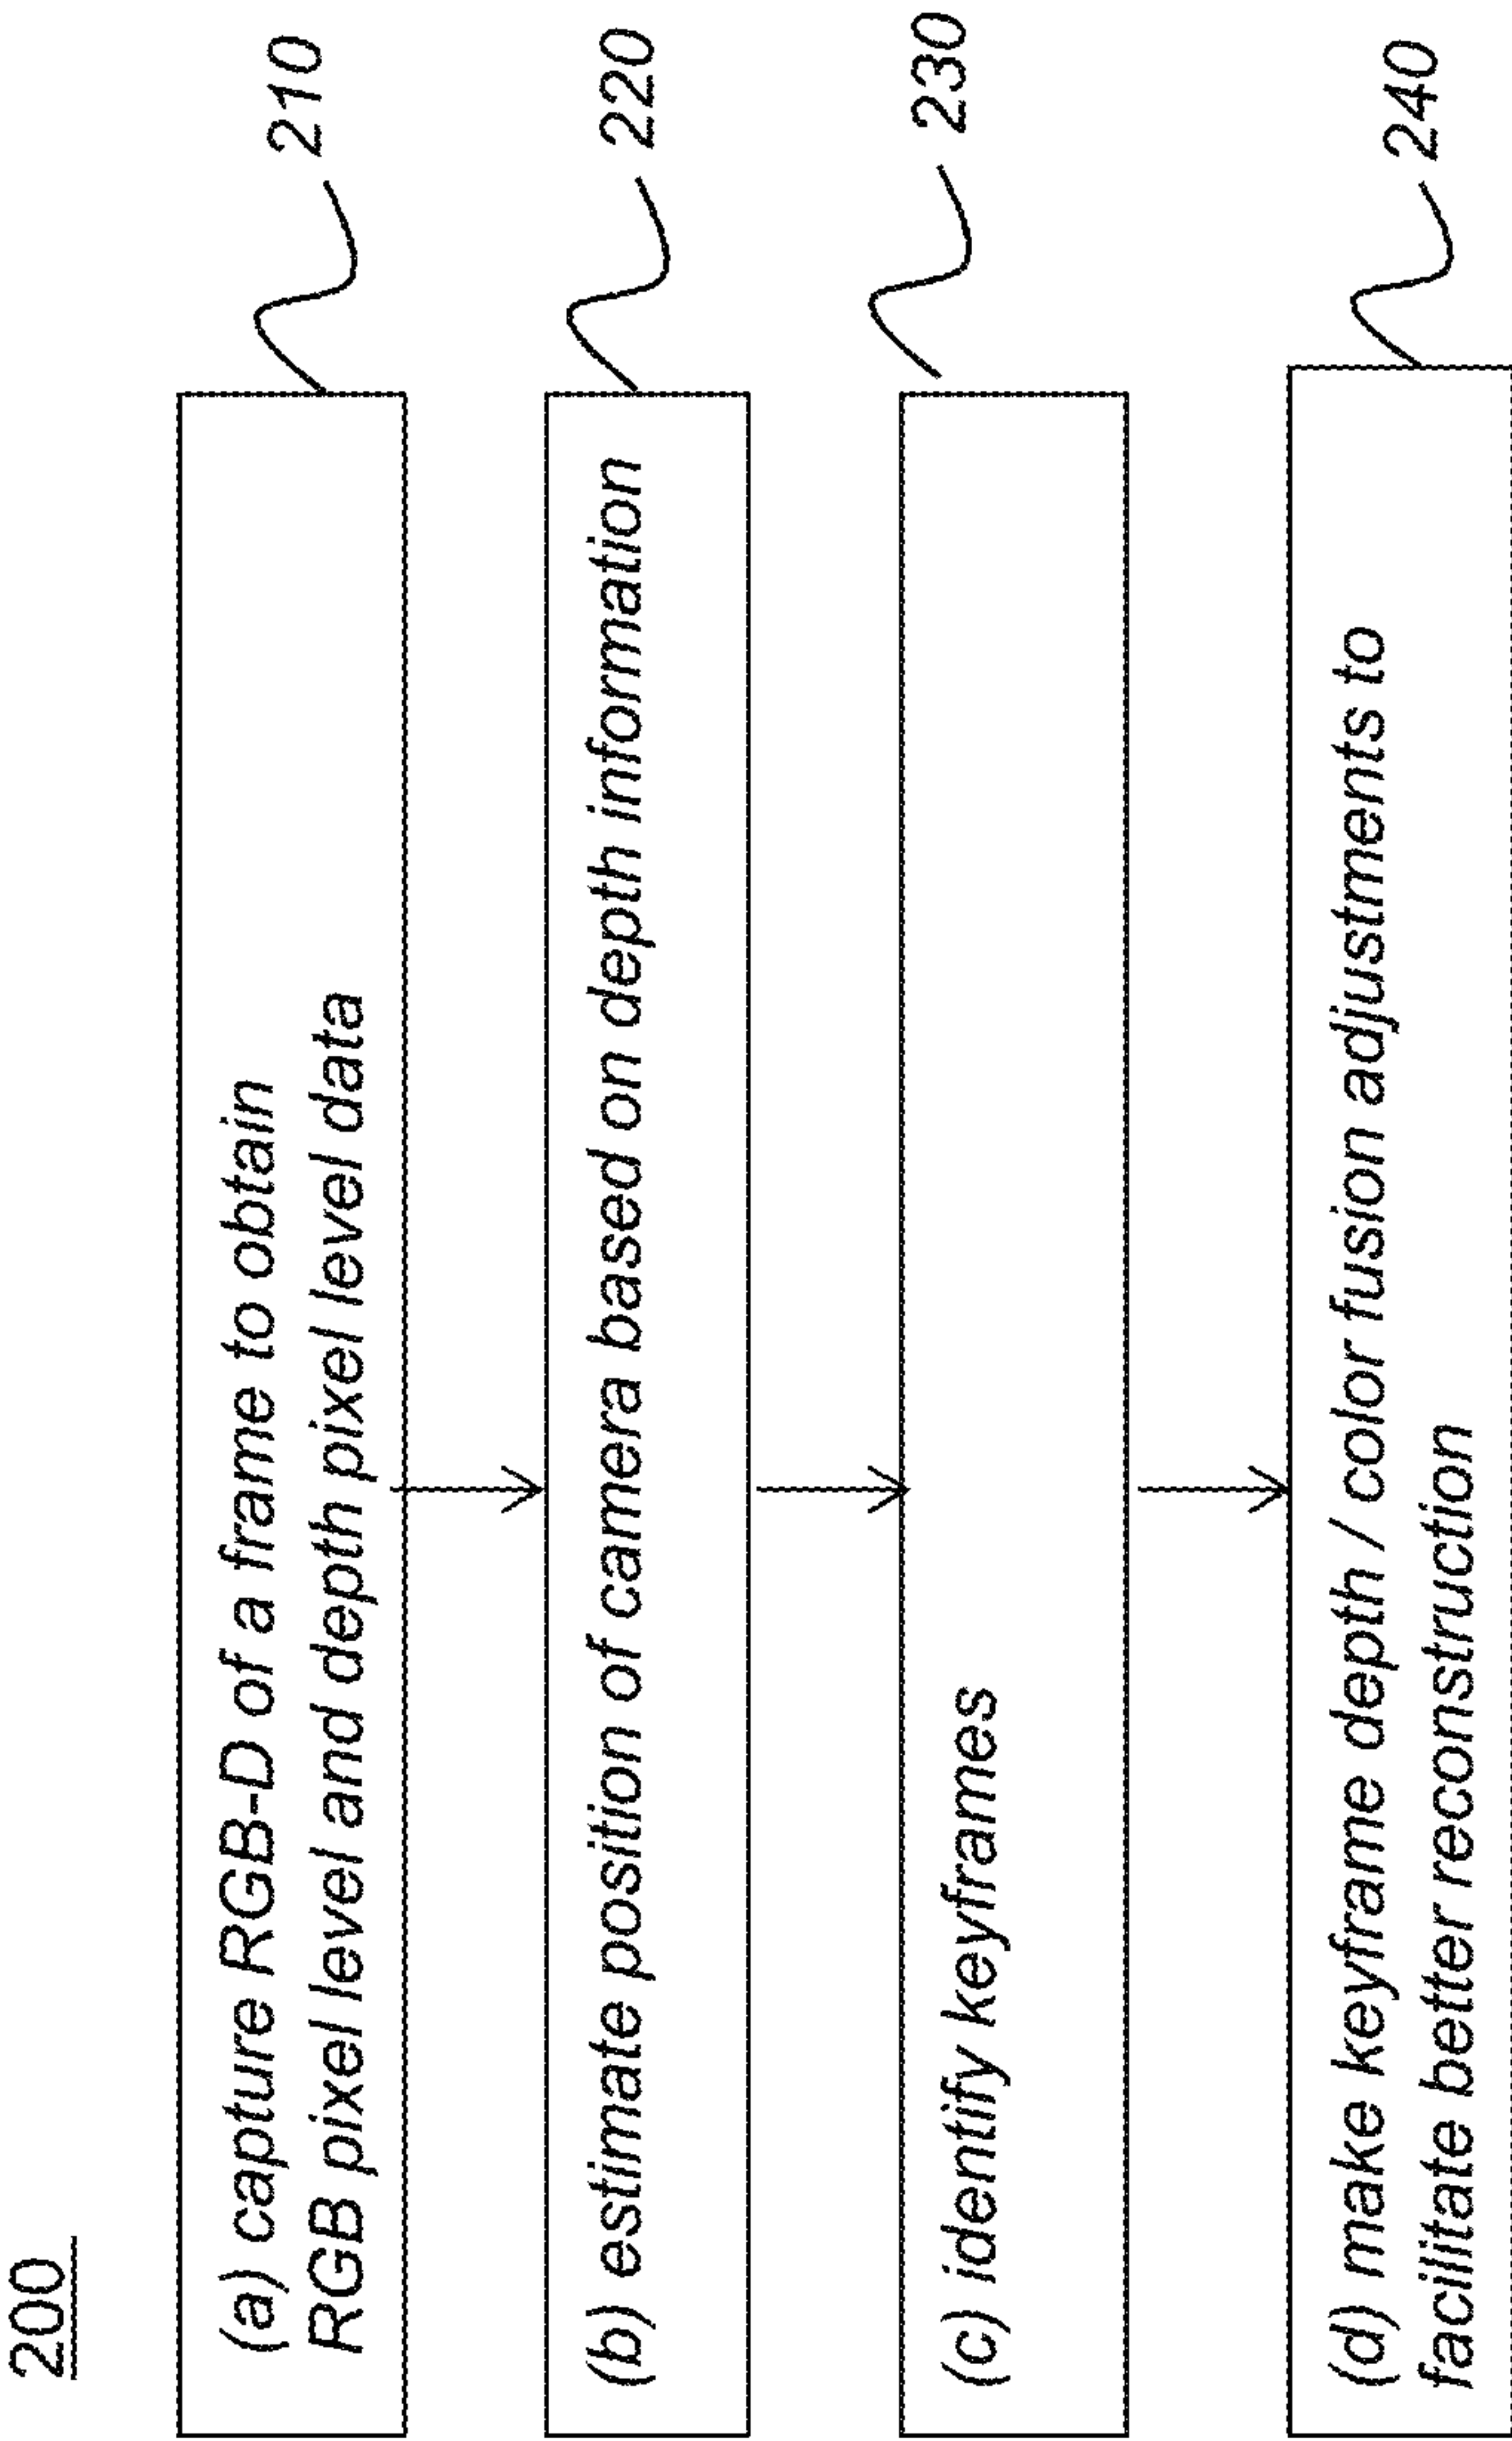 200
(a) capture RGB-D of a frame to obtain
RGB pixel level and depth pixel level data
210
(b) estimate position of camera based on depth information
220
(c) identify keyframes
230
(d) make keyframe depth / color fusion adjustments to
facilitate better reconstruction
240